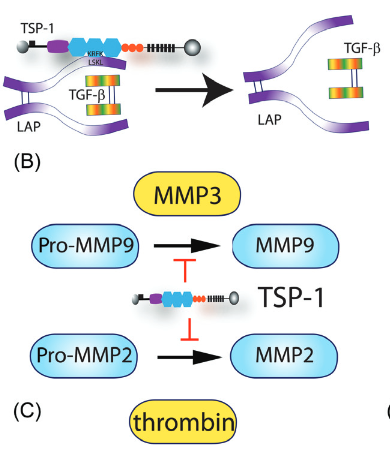 TSP-1
KRFK
LSKL
TGF-β
LAP
TGF-β
LAP
(B)
MMP3
Pro-MMP9
MMP9
TSP-1
Pro-MMP2
MMP2
(C)
thrombin